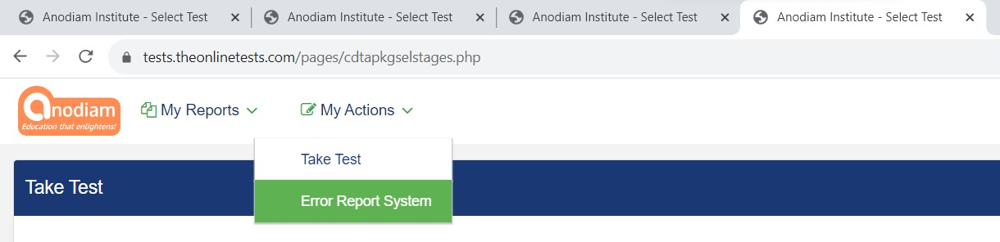 Anodiam Institute - Select Test
Anodiam Institute - Select Test
Anodiam Institute - Select Test
Anodiam Institute - Select Test
tests.theonlinetests.com/pages/cdtapkgselstages.php
anodiam
Education that enlightens!
My Reports
My Actions
Take Test
Error Report System
Take Test